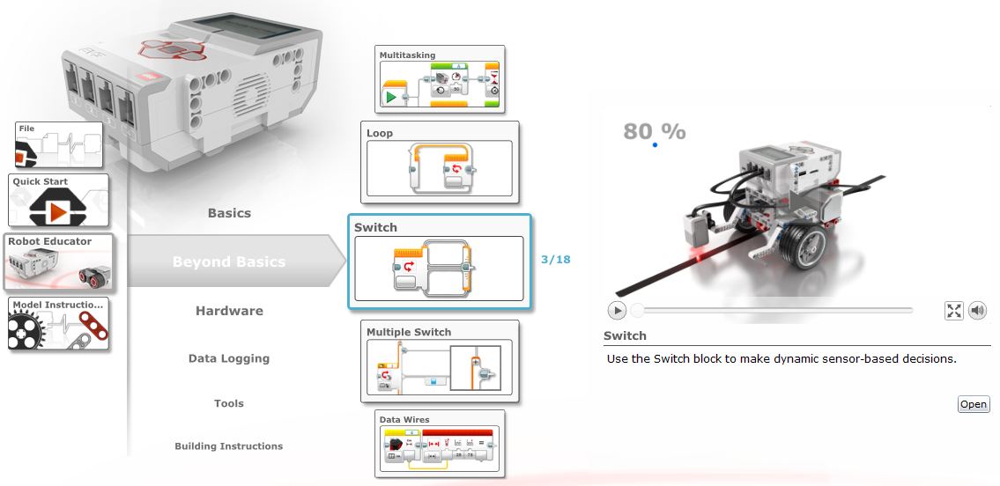 EV3
File
Quick Start
Robot Educator
Model Instructio...
Basics
Beyond Basics
Hardware
Data Logging
Tools
Building Instructions
Multitasking
Loop
Switch
3/18
Multiple Switch
Data Wires
80 %
Switch
Use the Switch block to make dynamic sensor-based decisions.
Open